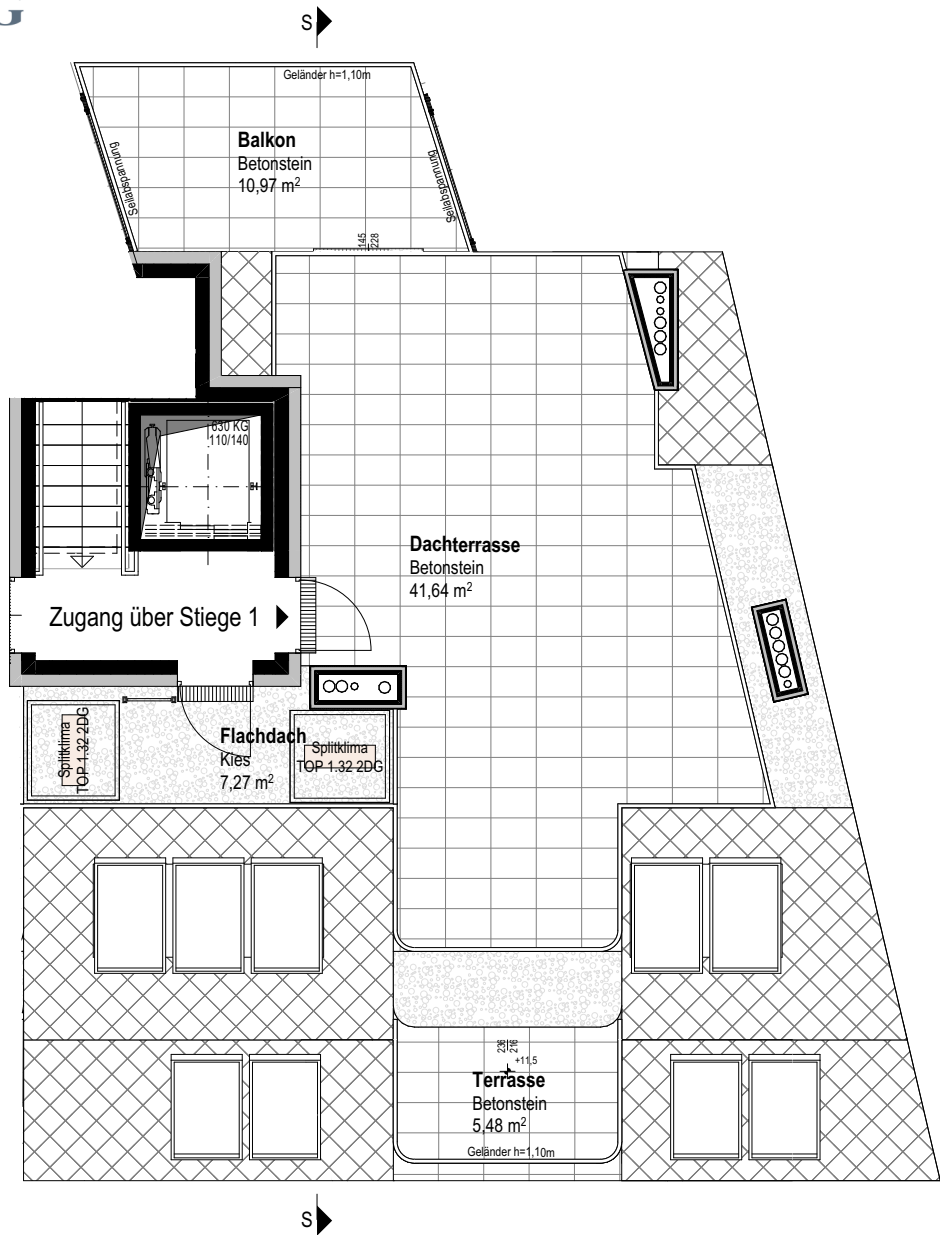 G
S
Geländer h=1,10m
Balkon
Betonstein
10,97 m²
Seilabspannung
Seilabspannung
145
228
630 KG
110/140
Dachterrasse
Betonstein
41,64 m²
Zugang über Stiege 1
Flachdach
Kies
7,27 m²
Splitklima
TOP 1.32 2DG
Splitklima
TOP 1.32 2DG
236
216
+11,5
Terrasse
Betonstein
5,48 m²
Geländer h=1,10m
S